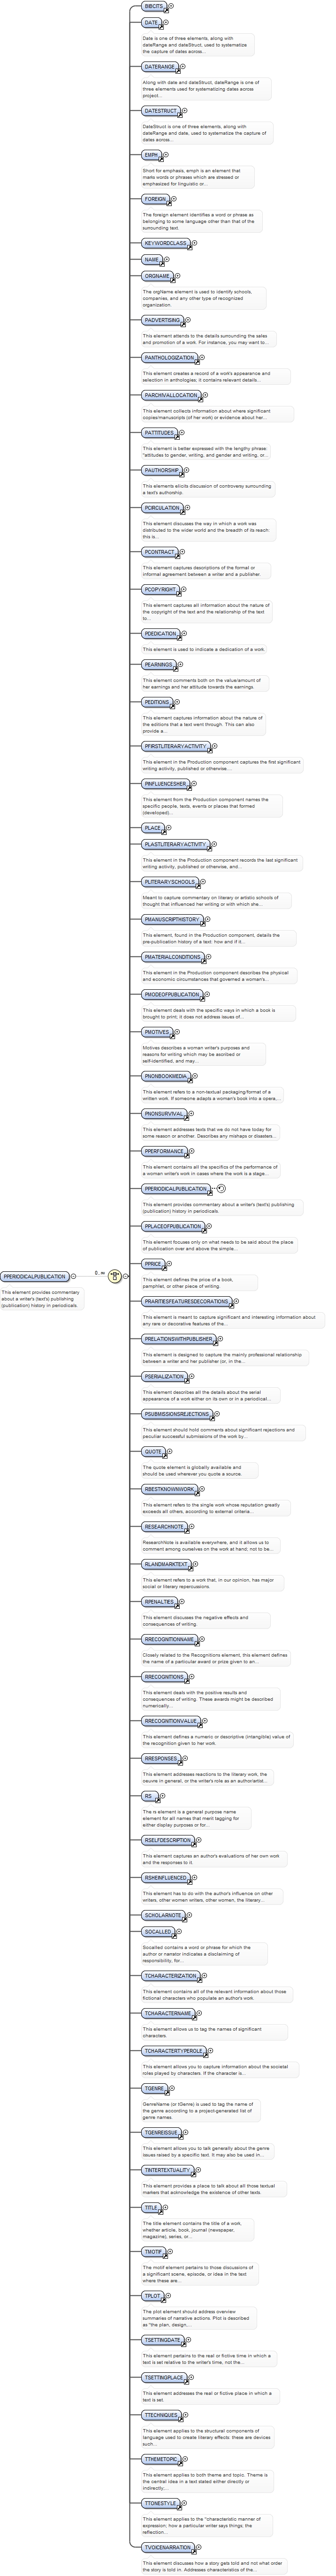 BIBCITS
DATE
Date is one of three elements, along with
dateRange and dataStruct, used to systematize
the capture of dates across...
DATERANGE
Along with date and dateStruct, dateRange is one of
three elements used for systematizing dates across
project...
DATESTRUCT
DateStruct is one of three elements, along with
dateRange and date, used to systematize the capture of
dates across...
EMPH
Short for emphasis, emph is an element that
marks words or phrases which are stressed or
emphasized for linguistic or...
FOREIGN
The foreign element identifies a word or phrase as
belonging to some language other than that of the
surrounding text.
KEYWORDCLASS
NAME
ORGNAME
The orgName element is used to identify schools,
companies, and any other type of recognized
organization.
PADVERTISING
This element attends to the details surrounding the sales
and promotion of a work. For instance, you may want to...
PANTHOLOGIZATION
This element creates a record of a work's appearance and
selection in anthologies; it contains relevant details...
PARCHIVALLOCATION
This element collects information about where significant
copies/manuscripts (of her work) or evidence about her...
PATTITUDES
This element is better expressed with the lengthy phrase:
"attitudes to gender, writing, and gender and writing, or...
PAUTHORSHIP
This elements elicits discussion of controversy surrounding
a text's authorship.
PCIRCULATION
This element discusses the way in which a work was
distributed to the wider world and the breadth of its reach:
this is...
PCONTRACT
This element captures descriptions of the formal or
informal agreement between a writer and a publisher.
PCOPYRIGHT
This element captures all information about the nature of
the copyright of the text and the relationship of the text
to...
PDEDICATION
This element is used to indicate a dedication of a work.
PEARNINGS
This element comments both on the value/amount of
her earnings and her attitude towards the earnings.
PEDITIONS
This element captures information about the nature of
the editions that a text went through. This can also
provide a...
PFIRSTLITERARYACTIVITY
This element in the Production component captures the first significant
writing activity, published or otherwise....
PINFLUENCESHER
This element from the Production component names the
specific people, texts, events or places that formed
(developed)...
PLACE
PLASTLITERARYACTIVITY
This element in the Production component records the last significant
writing activity, published or otherwise, and...
PLITERARYSCHOOLS
Meant to capture commentary on literary or artistic schools of
thought that influenced her writing or with which she...
PMANUSCRIPTHISTORY
This element, found in the Production component, details the
pre-publication history of a text: how and if it...
PMATERIALCONDITIONS
This element in the Production component describes the physical
and economic circumstances that governed a woman's...
PMODEOFPUBLICATION
This element deals with the specific ways in which a book is
brought to print; it does not address issues of...
PMOTIVES
Motives describes a woman writer's purposes and
reasons for writing which may be ascribed or
self-identified, and may...
PNONBOOKMEDIA
This element refers to a non-textual packaging/format of a
written work. If someone adapts a woman's book into a opera,...
PNONSURVIVAL
This element addresses texts that we do not have today for
some reason or another. Describes any mishaps or disasters...
PPERFORMANCE
This element contains all the specifics of the performance of
a women writer's work in cases where the work is a stage...
PPERIODICALPUBLICATION
This element provides commentary about a writer's (text's) publishing
(publication) history in periodicals.
PPLACEOFPUBLICATION
This element focuses only on what needs to be said about the place
of publication over and above the simple...
PPRICE
This element defines the price of a book,
pamphlet, or other piece of writing.
PRARITIESFEATURESDECORATIONS
This element is meant to capture significant and interesting information about
any rare or decorative features of the...
PRELATIONSWITHPUBLISHER
This element is designed to capture the mainly professional relationship
between a writer and her publisher (or, in the...
PSERIALIZATION
This element describes all the details about the serial
appearance of a work either on its own or in a periodical...
PSUBMISSIONSREJECTIONS
This element should hold comments about significant rejections and
peculiar successful submissions of the work by...
QUOTE
The quote element is globally available and
should be used wherever you quote a source.
RBESTKNOWNWORK
This element refers to the single work whose reputation greatly
exceeds all others, according to external criteria...
RESEARCHNOTE
ResearchNote is available everywhere, and it allows us to
comment among ourselves on the work at hand; not to be...
RLANDMARKTEXT
This element refers to a work that, in our opinion, has major
social or literary repercussions.
RPENALTIES
This element discusses the negative effects and
consequences of writing.
RRECOGNITIONNAME
Closely related to the Recognitions element, this element defines
the name of a particular award or prize given to an...
RRECOGNITIONS
This element deals with the positive results and
consequences of writing. These awards might be described
numerically...
RRECOGNITIONVALUE
This element defines a numeric or descriptive (intangible) value of
the recognition given to her work.
RRESPONSES
This element addresses reactions to the literary work, the
oeuvre in general, or the writer's role as an author/artist...
RS
The rs element is a general purpose name
element for all names that merit tagging for
either display purposes or for...
RSELFDESCRIPTION
This element captures an author's evaluations of her own work
and the responses to it.
RSHEINFLUENCED
This element has to do with the author's influence on other
writers, other women writers, other women, the literary...
SCHOLARNOTE
SOCALLED
Socalled contains a word or phrase for which the
author or narrator indicates a disclaiming of
responsibility, for...
TCHARACTERIZATION
This element contains all of the relevant information about those
fictional characters who populate an author's work.
TCHARACTERNAME
This element allows us to tag the names of significant
characters.
TCHARACTERTYPEROLE
This element allows you to capture information about the societal
roles played by characters. If the character is...
TGENRE
GenreName (or tGenre) is used to tag the name of
the genre according to a project-generated list of
genre names.
TGENREISSUE
This element allows you to talk generally about the genre
issues raised by a specific text. It may also be used in...
TINTERTEXTUALITY
This element provides a place to talk about all those textual
markers that acknowledge the existence of other texts.
TITLE
The title element contains the title of a work,
whether article, book, journal (newspaper,
magazine), series, or...
TMOTIF
The motif element pertains to those discussions of
a significant scene, episode, or idea in the text
where these are...
TPLOT
The plot element should address overview
summaries of narrative actions. Plot is described
as "the plan, design,...
TSETTINGDATE
This element pertains to the real or fictive time in which a
text is set relative to the writer's time, not the...
TSETTINGPLACE
This element addresses the real or fictive place in which a
text is set.
TTECHNIQUES
This element applies to the structural components of
language used to create literary effects: these are devices
such...
TTHEMETOPIC
This element applies to both theme and topic. Theme is
the central idea in a text stated either directly or
indirectly;...
TTONESTYLE
This element applies to the "characteristic manner of
expression; how a particular writer says things; the
reflection...
TVOICENARRATION
This element discusses how a story gets told and not what order
the story is told in. Addresses characteristics of the...
PPERIODICALPUBLICATION
0..∞
This element provides commentary
about a writer's (text's) publishing
(publication) history in periodicals.